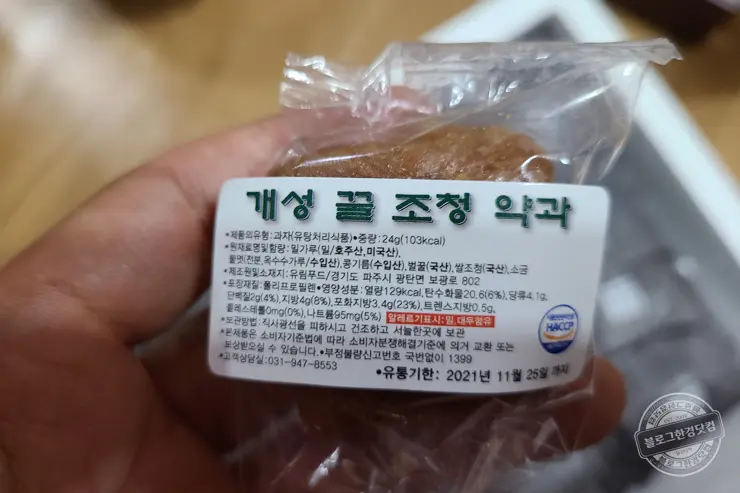 개성 꿀 조청 약과
•제품의유형:과자(유탕처리식품)•중량:24g(103kcal)
•원재료명및함량:밀가루(밀/호주산,미국산),
물엿(전분,옥수수가루/수입산),콩기름(수입산),벌꿀(국산),쌀조청(국산),소금
•제조원및소재지:유림푸드/경기도 파주시 광탄면 보광로 802
•포장재질:폴리프로필렌•영양성분:열량129kcal,탄수화물20.6(6%),당류4.1g,
단백질2g(4%),지방4g(8%),포화지방3.4g(23%),트렌스지방0.5g,
콜레스테롤0mg(0%),나트륨95mg(5%) 알레르기표시:밀,대두함유
•보관방법:직사광선을 피하시고 건조하고 서늘한곳에 보관
•본제품은 소비자기준법에 따라 소비자분쟁해결기준에 의거 교환 또는
보상받으실 수 있습니다.•부정불량신고번호 국번없이 1399
•고객상담실:031-947-8553
•유통기한: 2021년 11월 25일 까지
HACCP
블로그한경닷컴